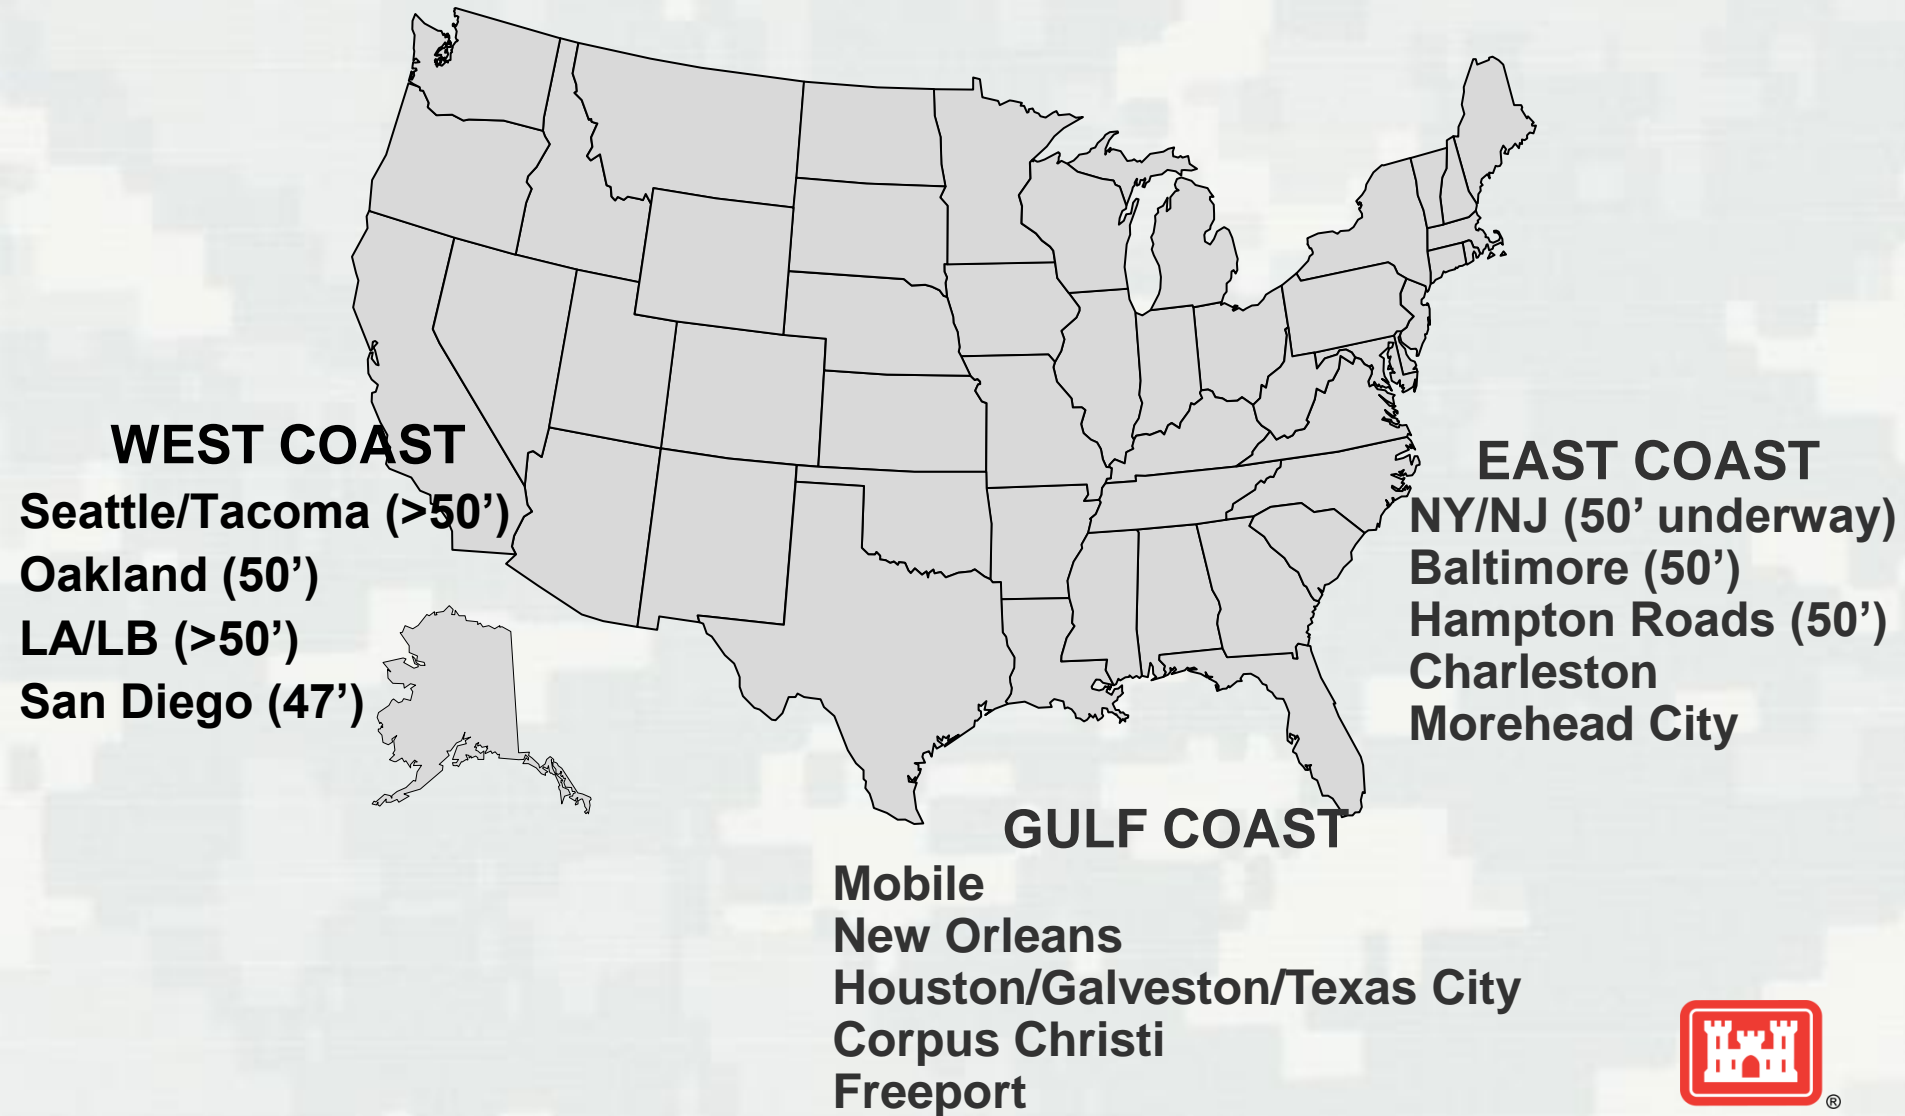 WEST COAST
Seattle/Tacoma (>50’)
Oakland (50’)
LA/LB (>50’)
San Diego (47’)
EAST COAST
NY/NJ (50’ underway)
Baltimore (50’)
Hampton Roads (50’)
Charleston
Morehead City
GULF COAST
Mobile
New Orleans
Houston/Galveston/Texas City
Corpus Christi
Freeport
®